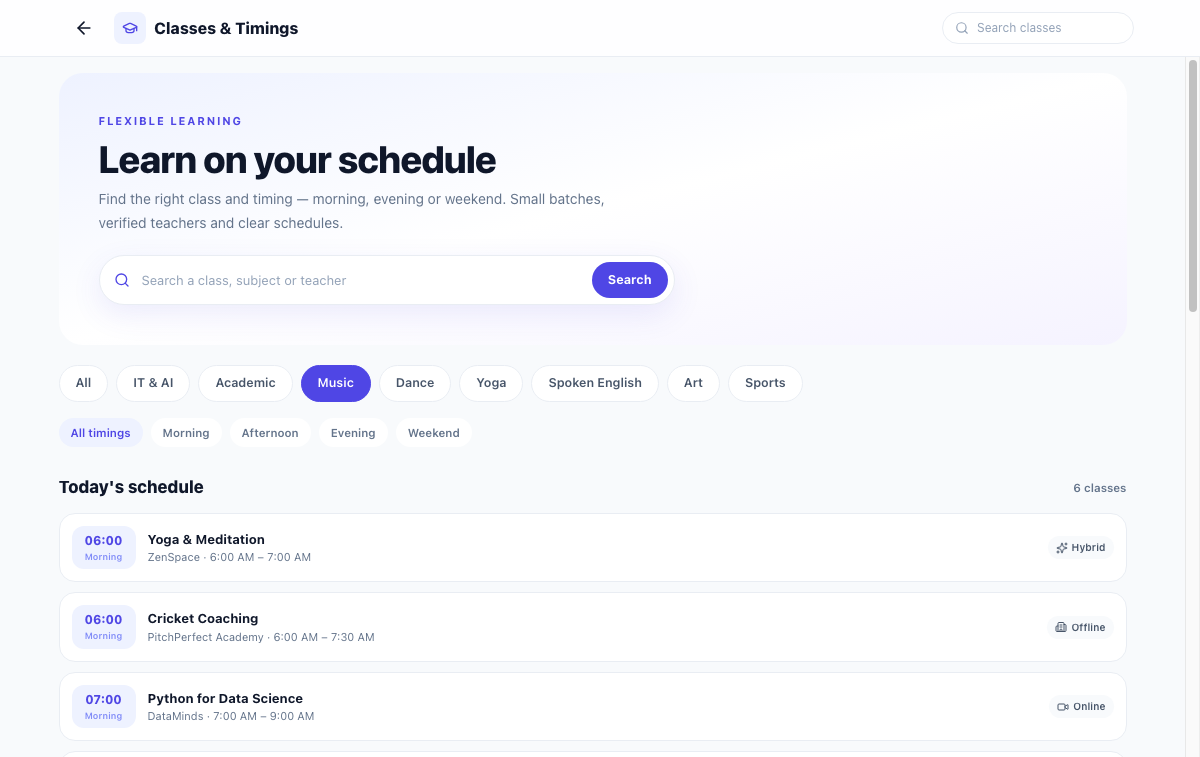 Classes & Timings
Search classes
FLEXIBLE LEARNING
Learn on your schedule
Find the right class and timing — morning, evening or weekend. Small batches,
verified teachers and clear schedules.
Search a class, subject or teacher
Search
All
IT & AI
Academic
Music
Dance
Yoga
Spoken English
Art
Sports
All timings
Morning
Afternoon
Evening
Weekend
Today's schedule
6 classes
06:00
Morning
Yoga & Meditation
ZenSpace · 6:00 AM – 7:00 AM
Hybrid
06:00
Morning
Cricket Coaching
PitchPerfect Academy · 6:00 AM – 7:30 AM
Offline
07:00
Morning
Python for Data Science
DataMinds · 7:00 AM – 9:00 AM
Online